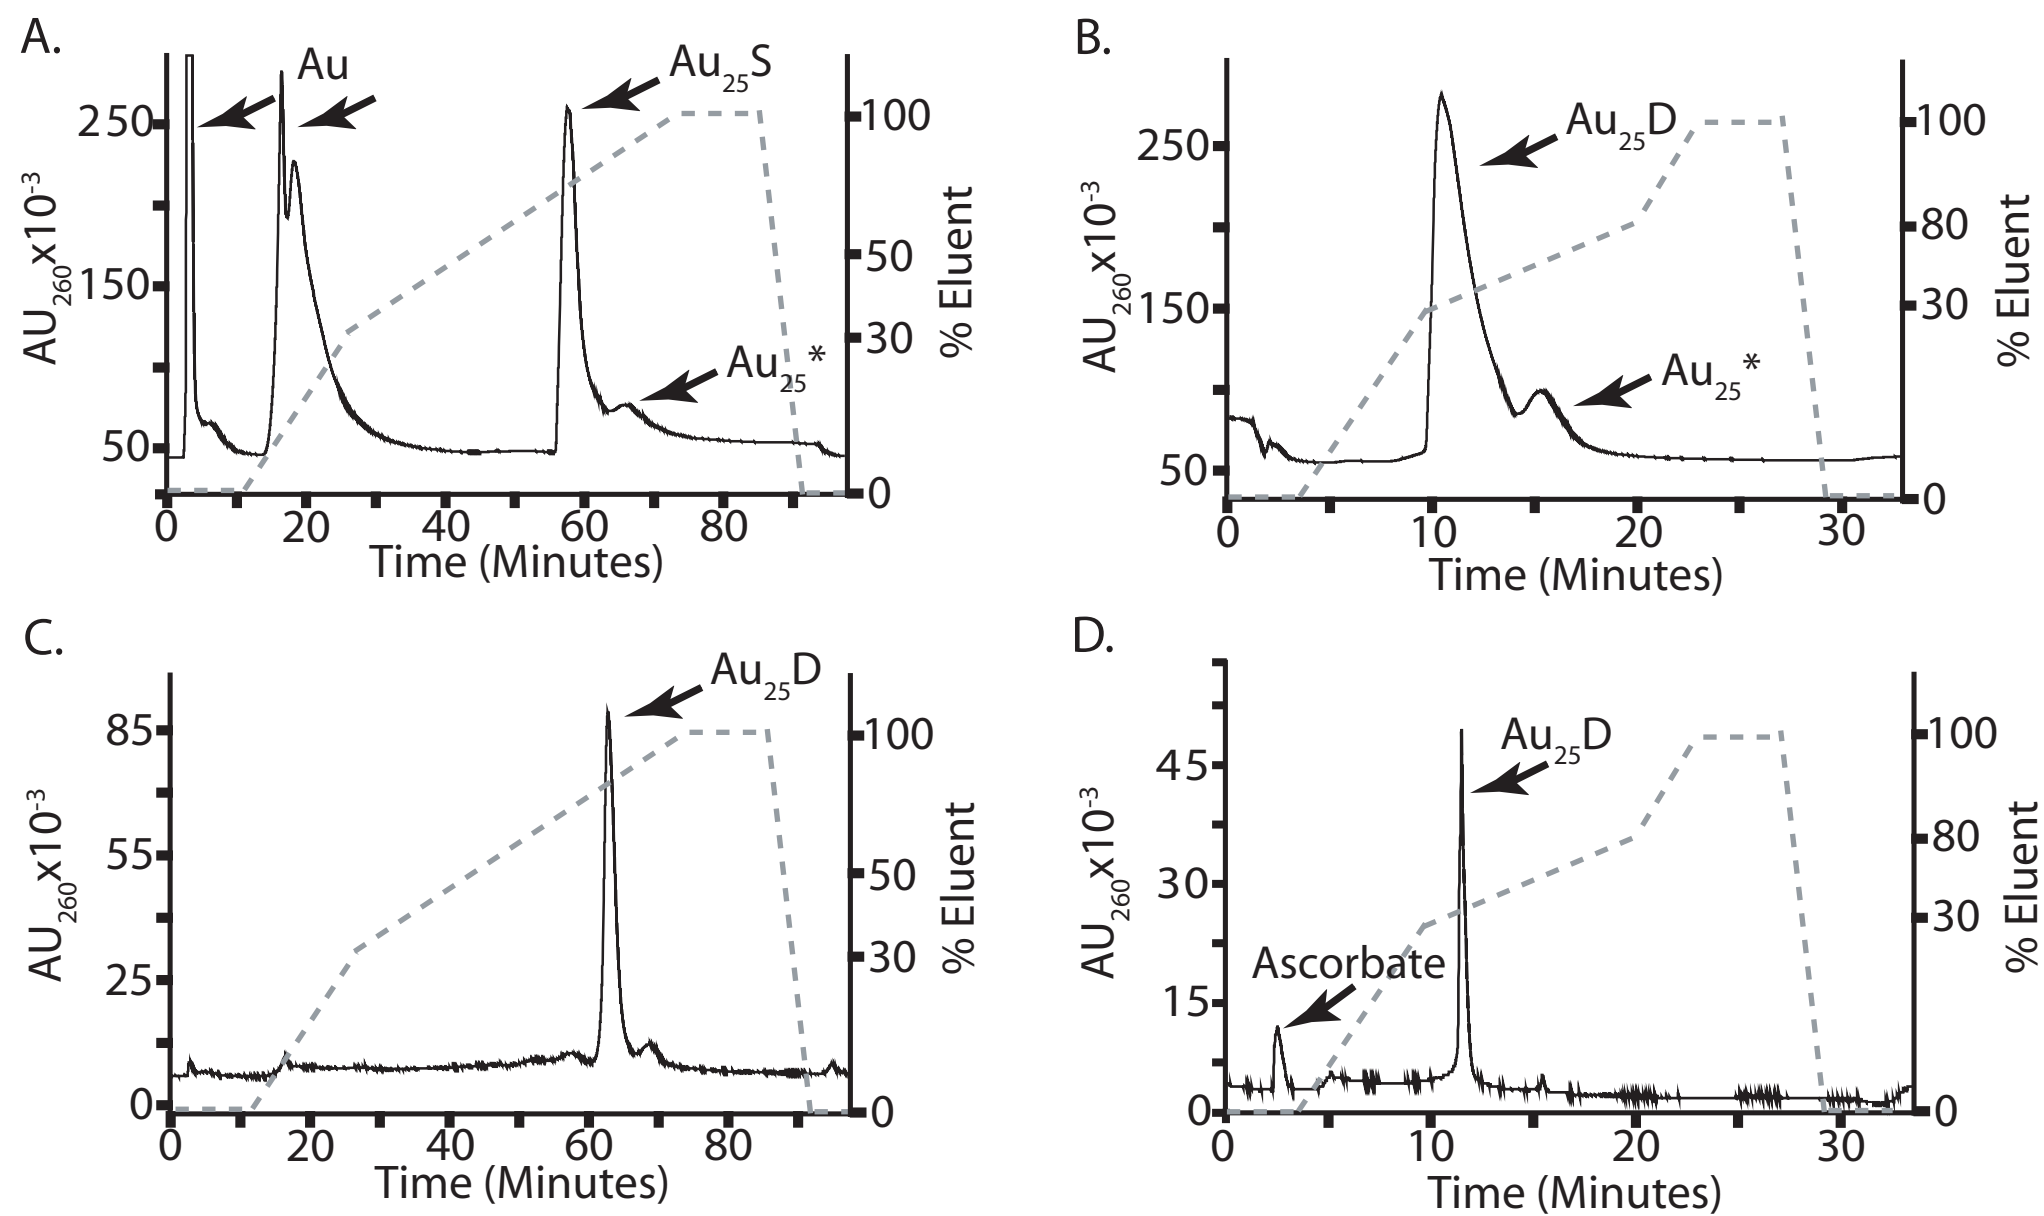 A.
Au
Au25S
Au25*
250
150
50
100
50
30
0
AU260x10-3
% Eluent
0 20 40 60 80
Time (Minutes)
B.
Au25D
Au25*
250
150
50
100
80
30
0
AU260x10-3
% Eluent
0 10 20 30
Time (Minutes)
C.
Au25D
85
55
25
0
100
50
30
0
AU260x10-3
% Eluent
0 20 40 60 80
Time (Minutes)
D.
Au25D
Ascorbate
45
30
15
0
100
80
30
0
AU260x10-3
% Eluent
0 10 20 30
Time (Minutes)